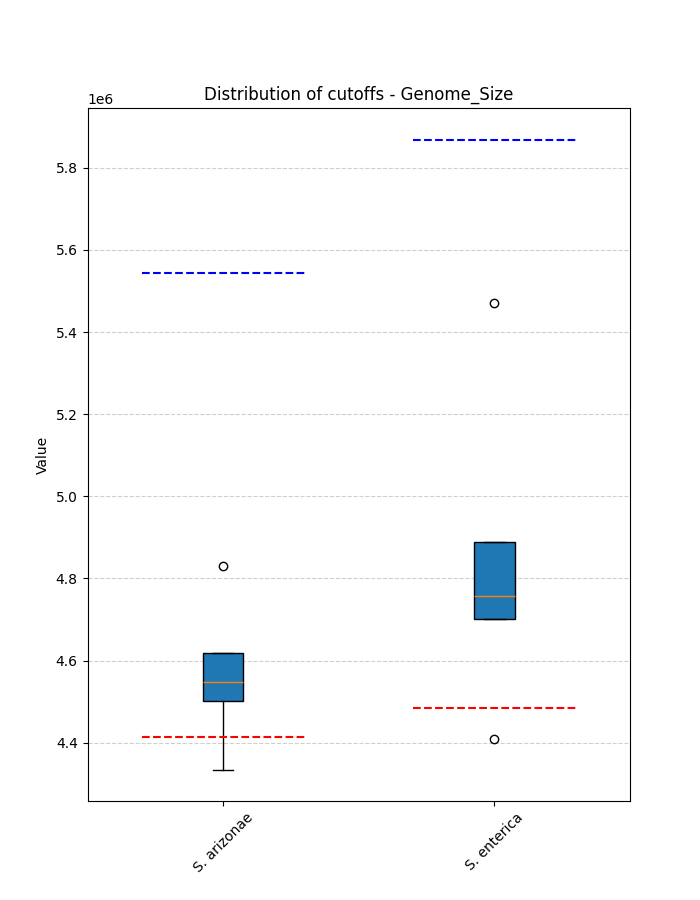 Distribution of cutoffs - Genome_Size
1e6
5.8
5.6
5.4
5.2
5.0
4.8
4.6
4.4
Value
S. arizonae
S. enterica